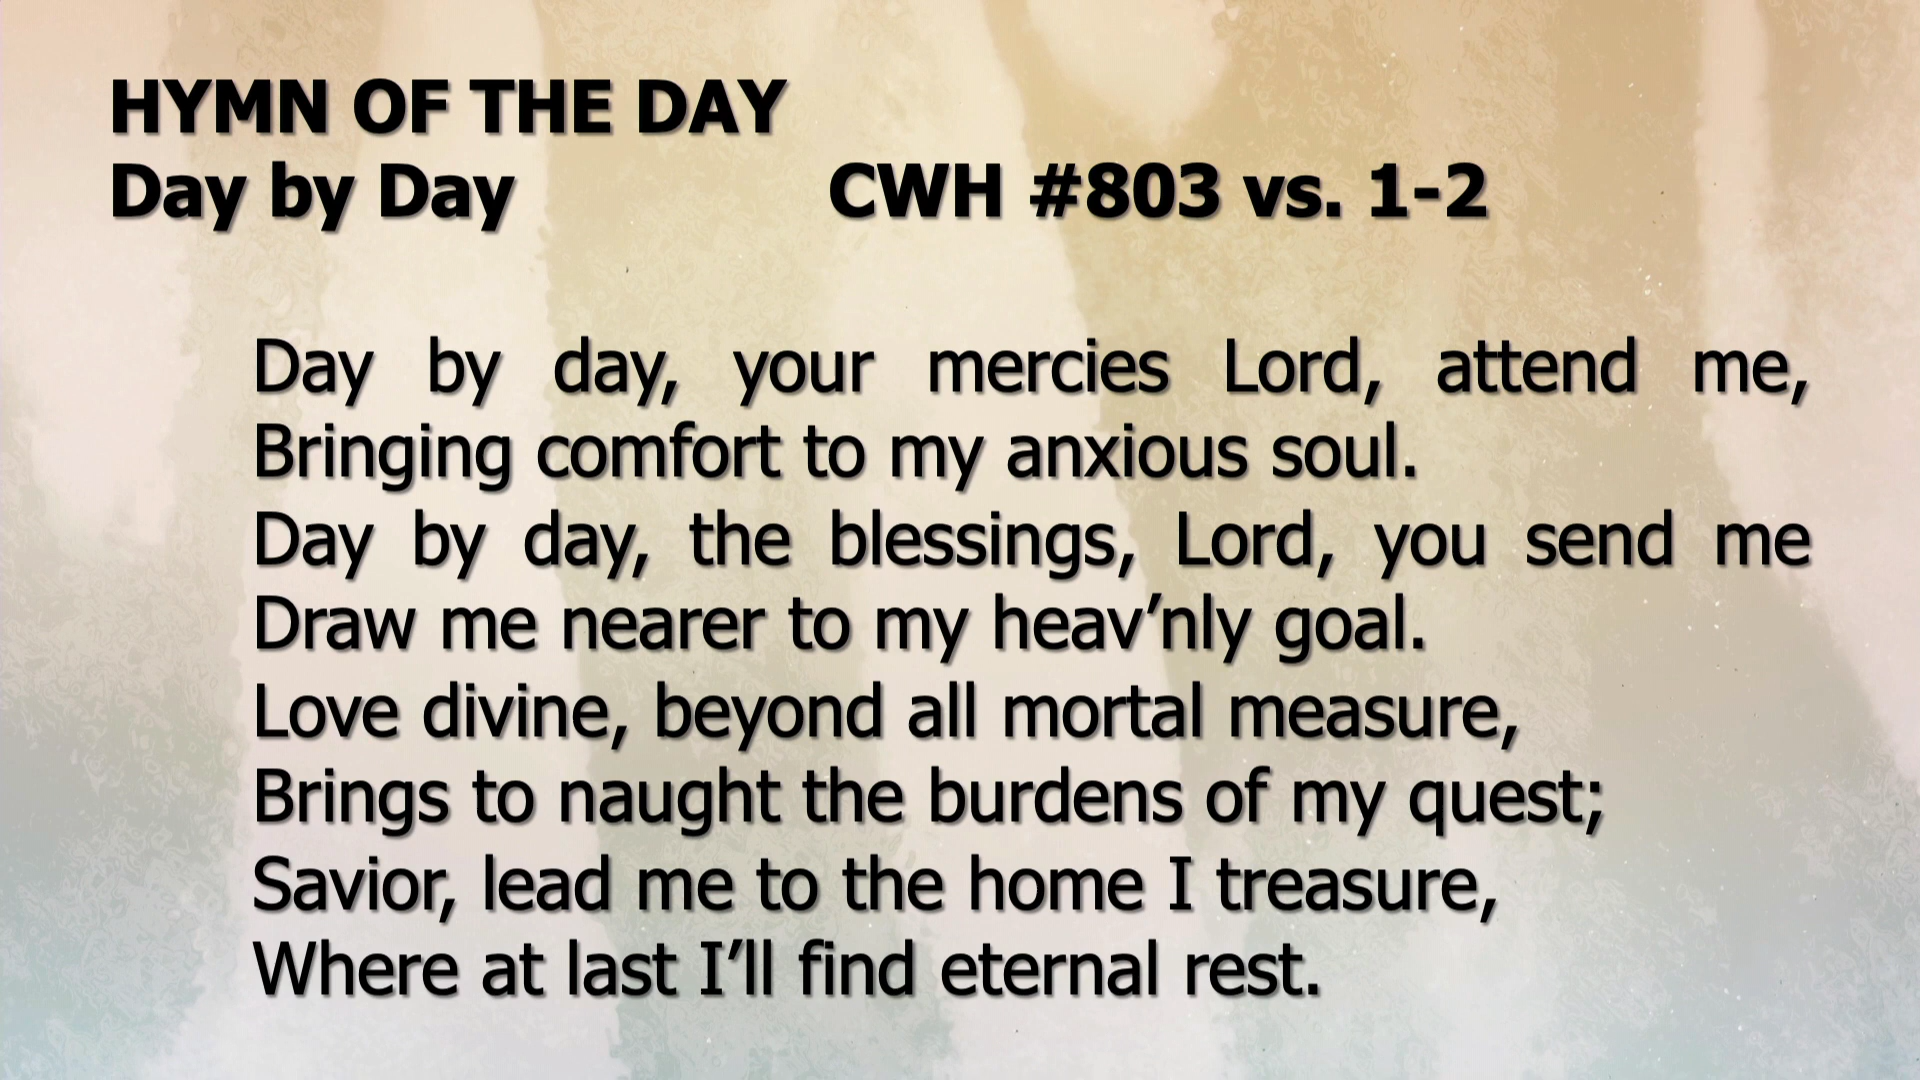 HYMN OF THE DAY
Day by Day CWH #803 vs. 1-2
Day by day, your mercies Lord, attend me,
Bringing comfort to my anxious soul.
Day by day, the blessings, Lord, you send me
Draw me nearer to my heav’nly goal.
Love divine, beyond all mortal measure,
Brings to naught the burdens of my quest;
Savior, lead me to the home I treasure,
Where at last I’ll find eternal rest.